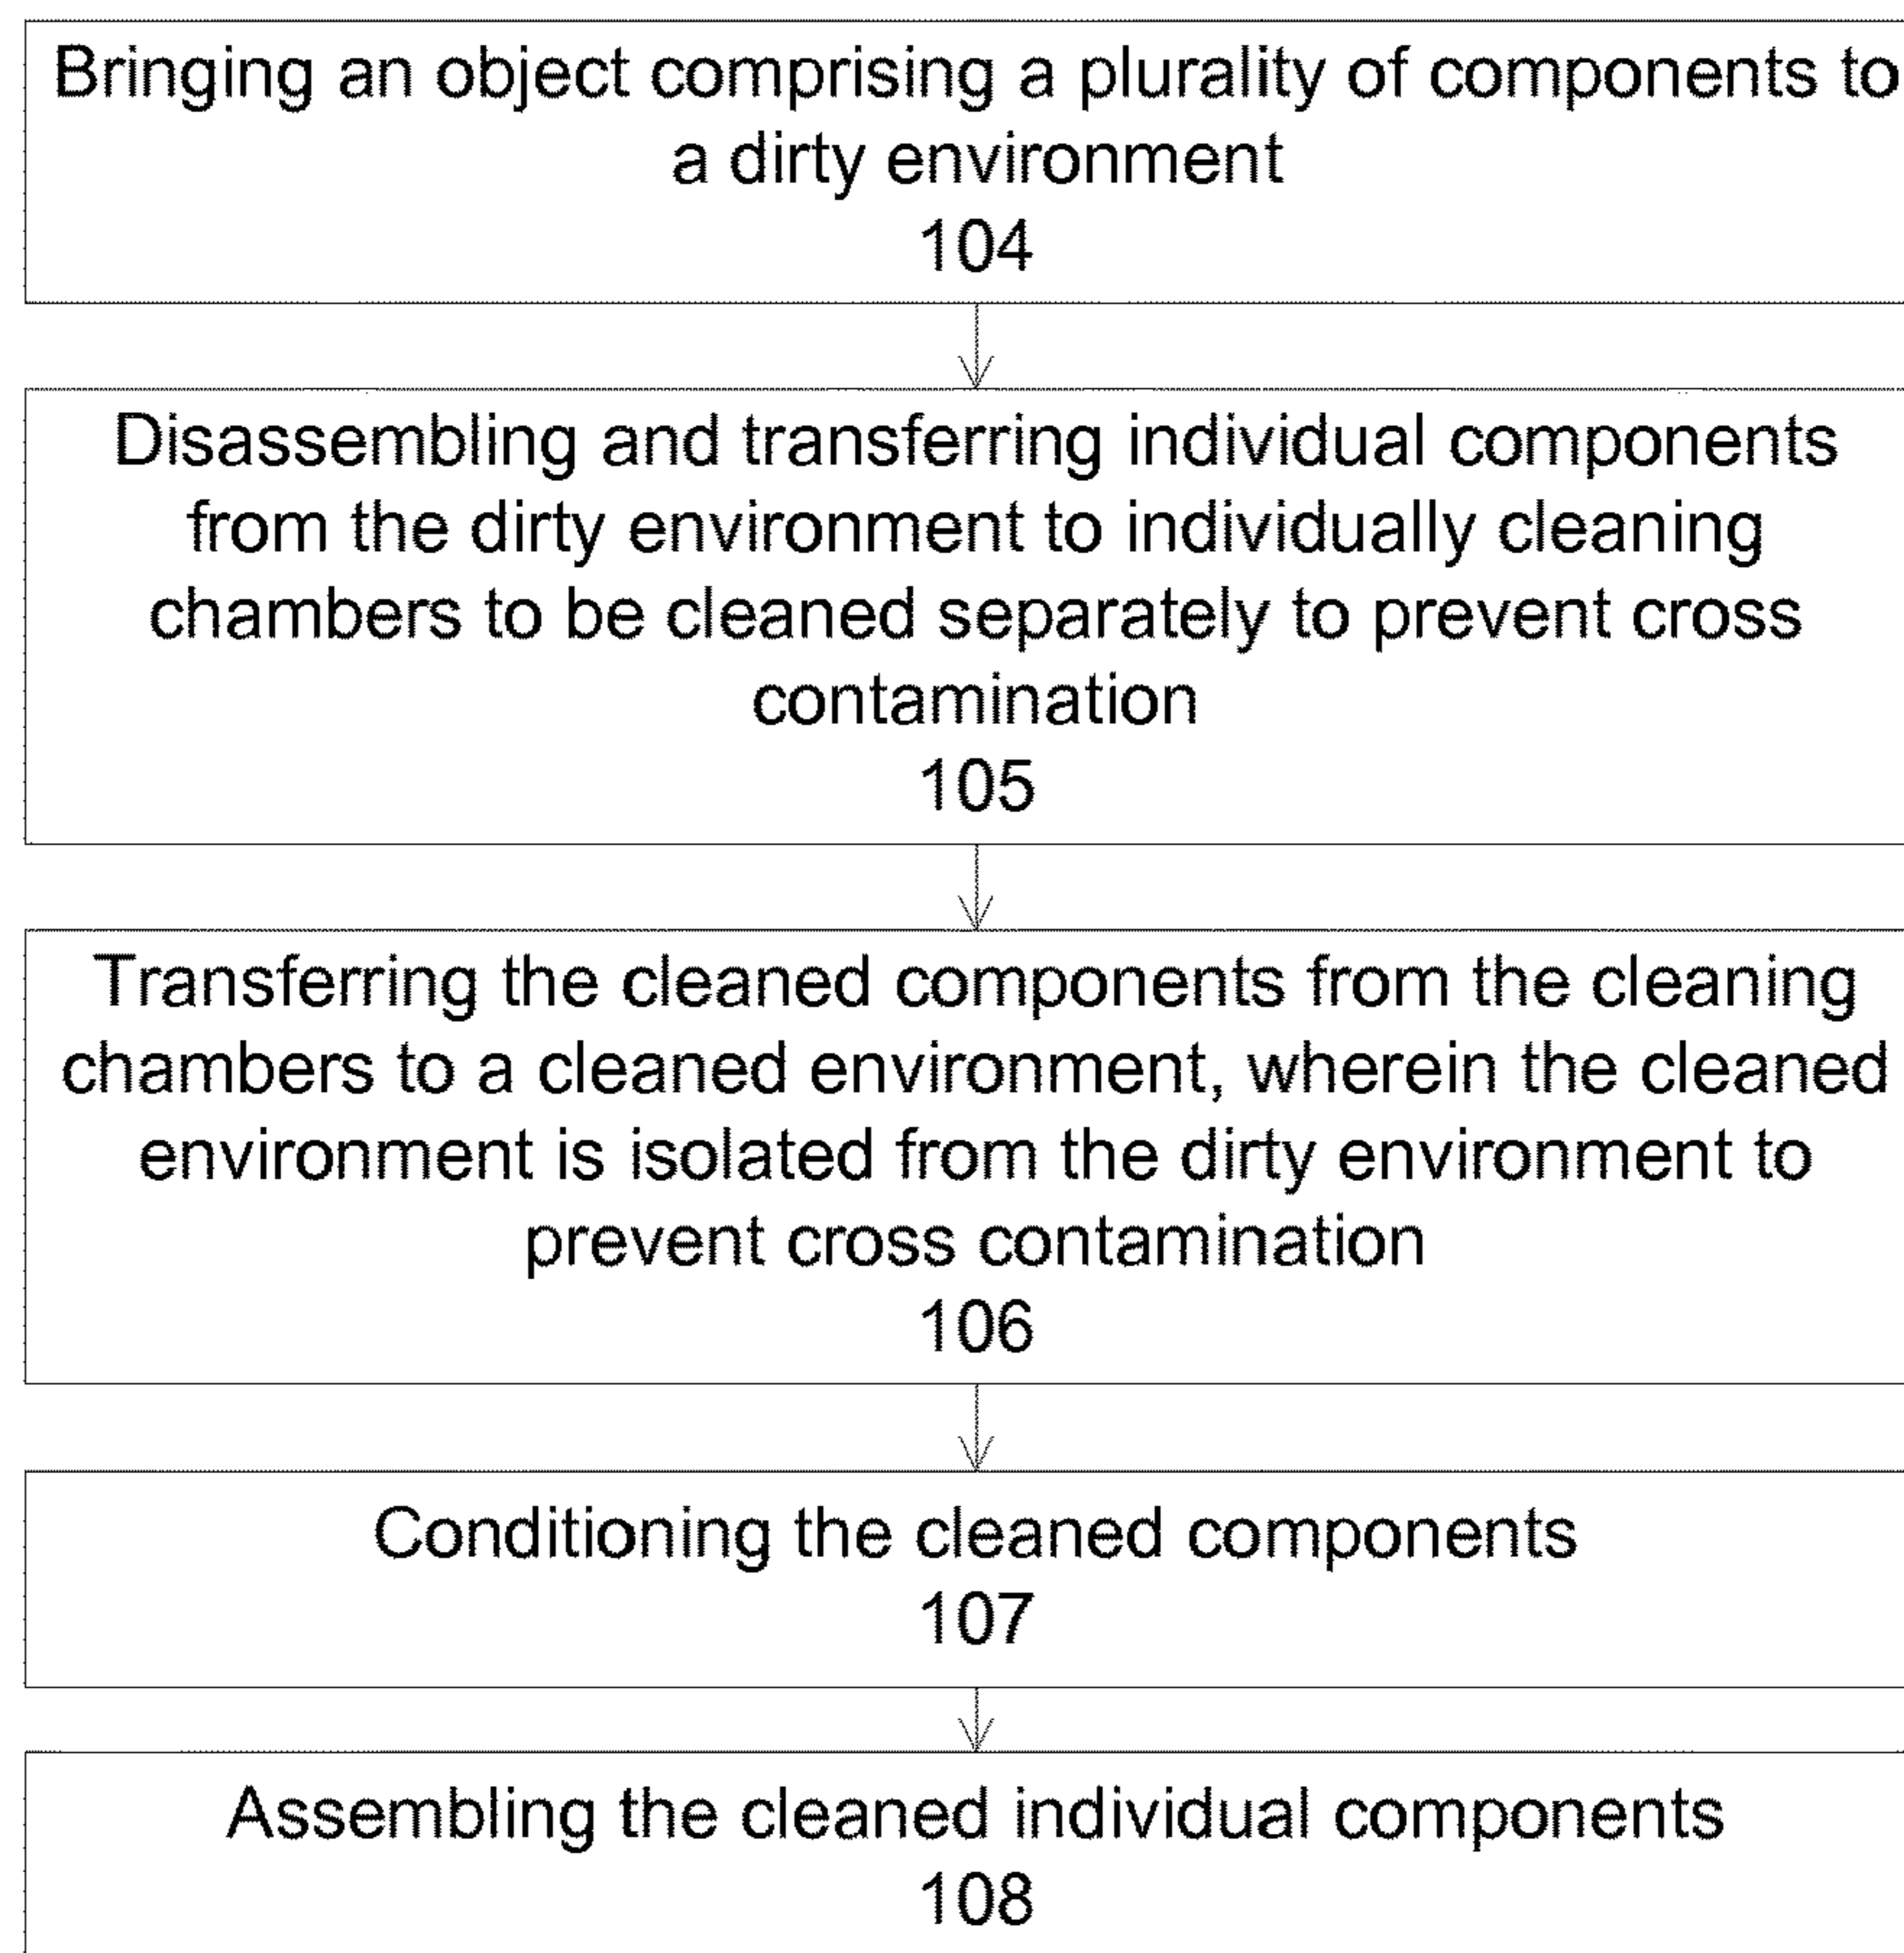 Bringing an object comprising a plurality of components to
a dirty environment
104
Disassembling and transferring individual components
from the dirty environment to individually cleaning
chambers to be cleaned separately to prevent cross
contamination
105
Transferring the cleaned components from the cleaning
chambers to a cleaned environment, wherein the cleaned
environment is isolated from the dirty environment to
prevent cross contamination
106
Conditioning the cleaned components
107
Assembling the cleaned individual components
108